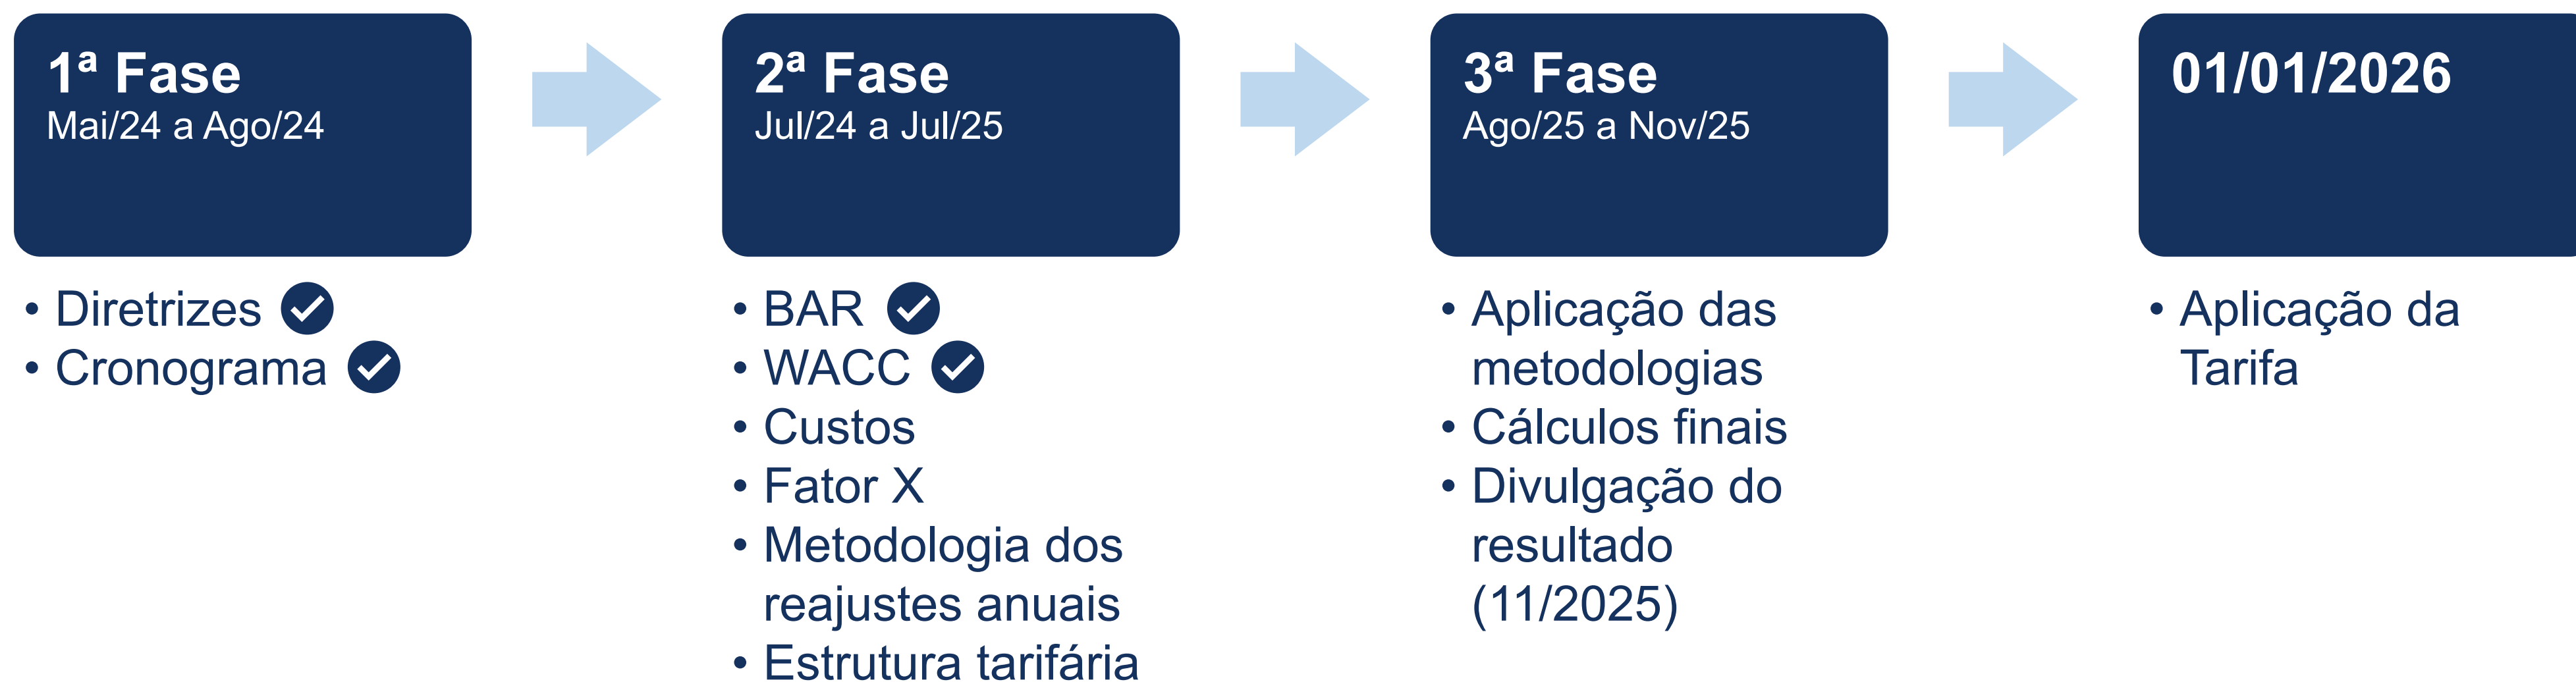 1ª Fase
Mai/24 a Ago/24
• Diretrizes
• Cronograma
2ª Fase
Jul/24 a Jul/25
• BAR
• WACC
• Custos
• Fator X
• Metodologia dos
reajustes anuais
• Estrutura tarifária
3ª Fase
Ago/25 a Nov/25
• Aplicação das
metodologias
• Cálculos finais
• Divulgação do
resultado
(11/2025)
01/01/2026
• Aplicação da
Tarifa